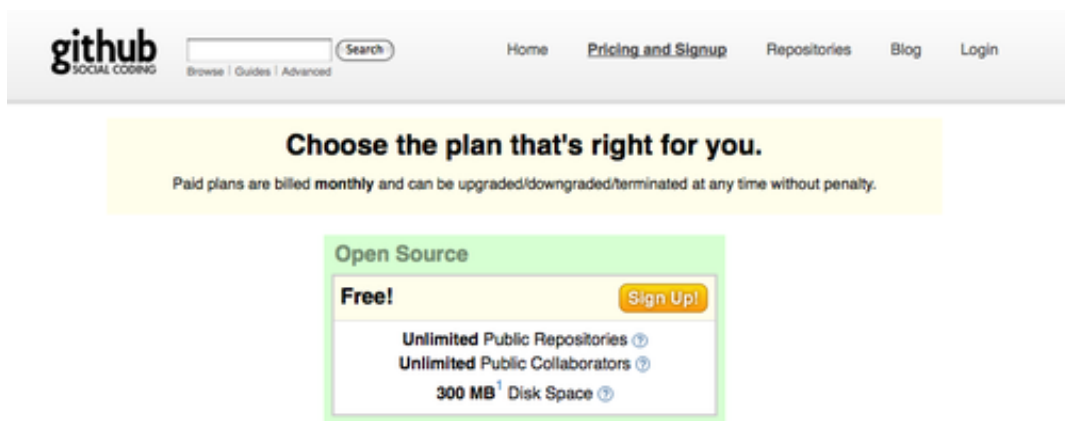 github
SOCIAL CODING
Search
Browse | Guides | Advanced
Home Pricing and Signup Repositories Blog Login
Choose the plan that's right for you.
Paid plans are billed monthly and can be upgraded/downgraded/terminated at any time without penalty.
Open Source
Free! Sign Up!
Unlimited Public Repositories ?
Unlimited Public Collaborators ?
300 MB¹ Disk Space ?